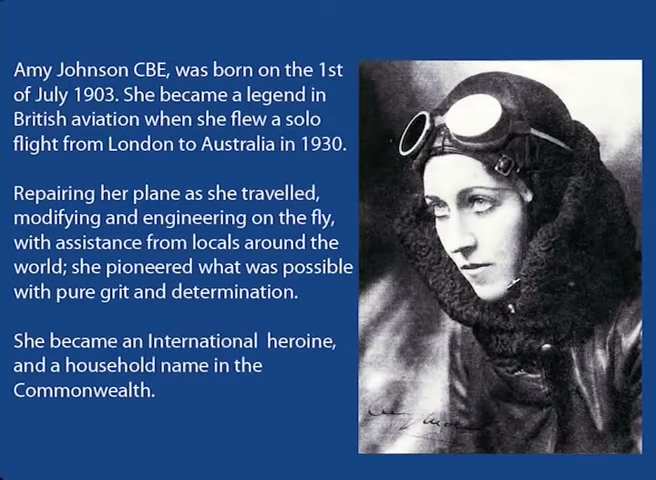 Amy Johnson CBE, was born on the 1st
of July 1903. She became a legend in
British aviation when she flew a solo
flight from London to Australia in 1930.
Repairing her plane as she travelled,
modifying and engineering on the fly,
with assistance from locals around the
world; she pioneered what was possible
with pure grit and determination.
She became an International  heroine,
and a household name in the
Commonwealth.